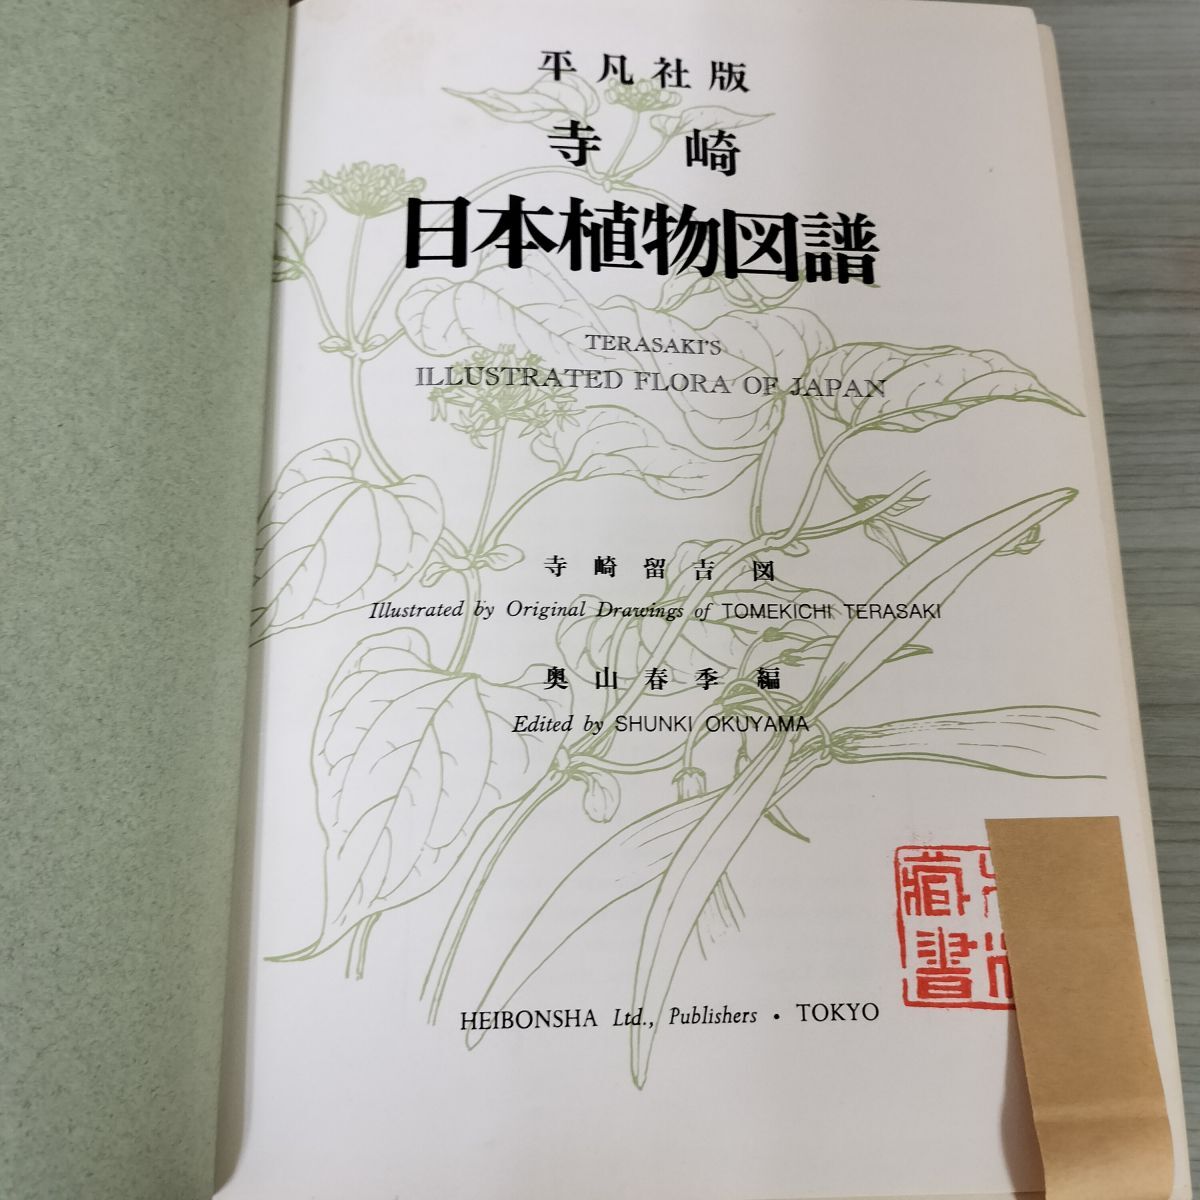 平凡社版
寺崎
日本植物図譜
TERASAKI'S
ILLUSTRATED FLORA OF JAPAN
寺崎留吉図
Illustrated by Original Drawings of TOMEKICHI TERASAKI
奥山春季編
Edited by SHUNKI OKUYAMA
HEIBONSHA Ltd., Publishers • TOKYO
藏書